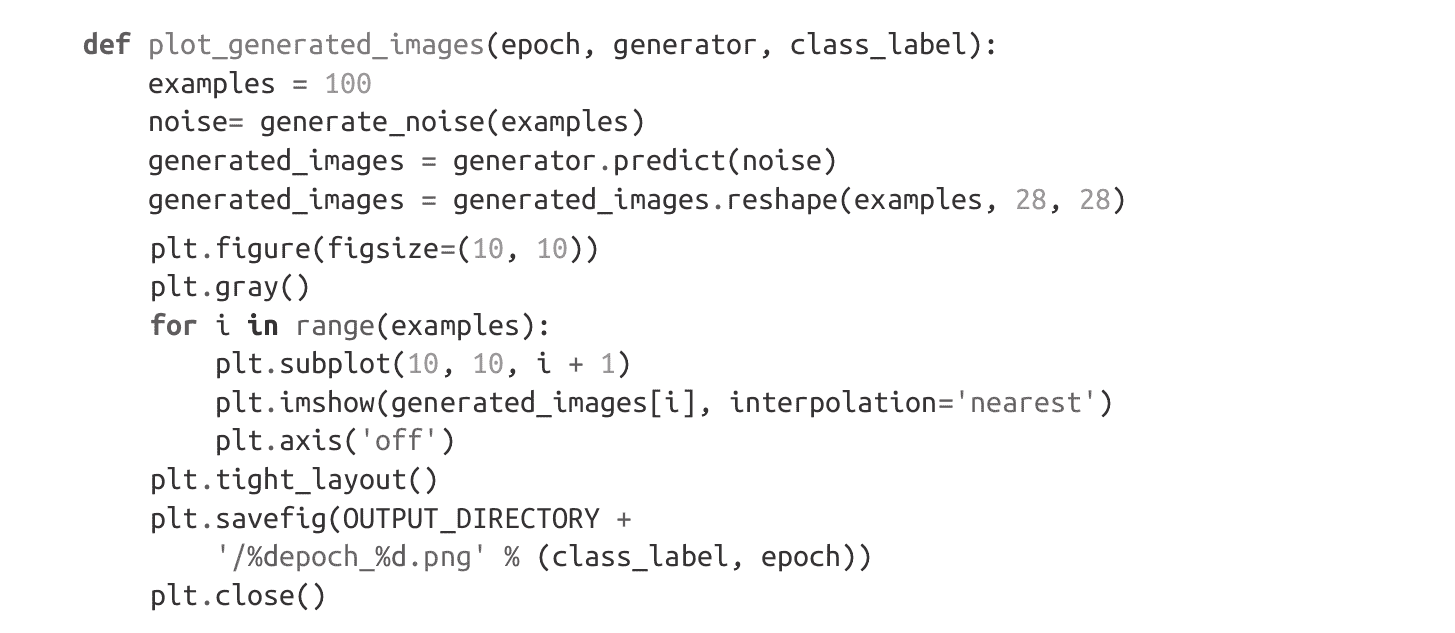 def plot_generated_images(epoch, generator, class_label):
    examples = 100
    noise= generate_noise(examples)
    generated_images = generator.predict(noise)
    generated_images = generated_images.reshape(examples, 28, 28)
    plt.figure(figsize=(10, 10))
    plt.gray()
    for i in range(examples):
        plt.subplot(10, 10, i + 1)
        plt.imshow(generated_images[i], interpolation='nearest')
        plt.axis('off')
    plt.tight_layout()
    plt.savefig(OUTPUT_DIRECTORY +
        '/%depoch_%d.png' % (class_label, epoch))
    plt.close()